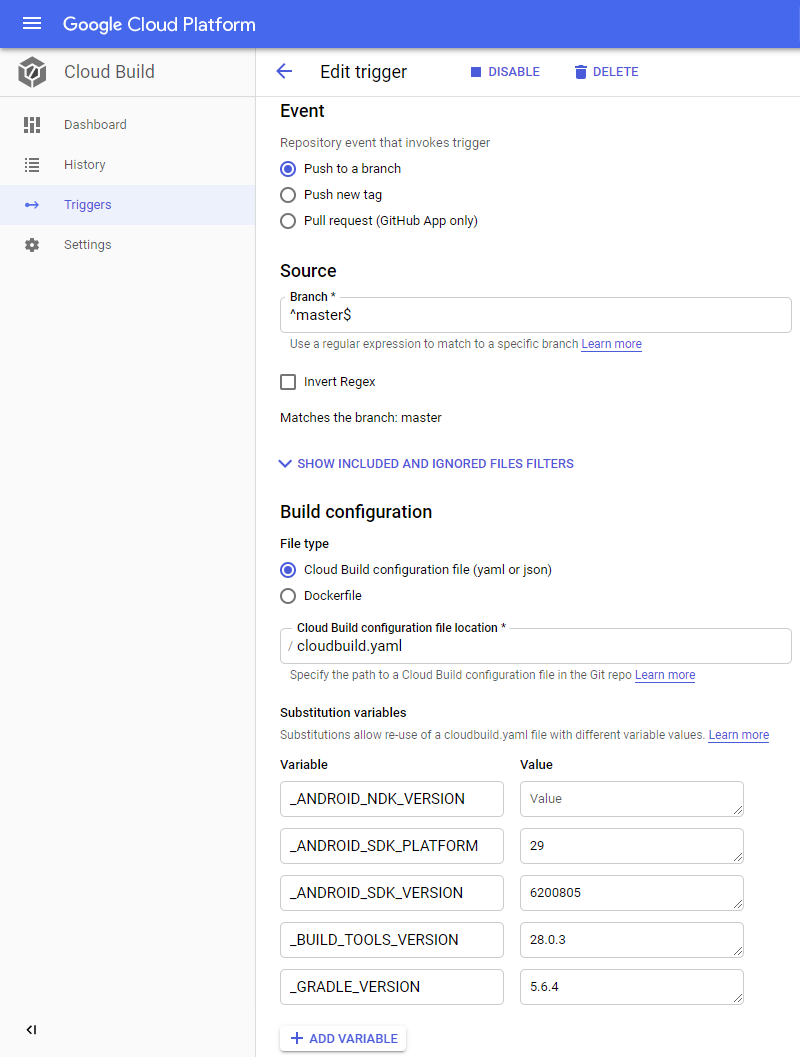 Google Cloud Platform
Cloud Build
Edit trigger
DISABLE
DELETE
Dashboard
History
Triggers
Settings
Event
Repository event that invokes trigger
Push to a branch
Push new tag
Pull request (GitHub App only)
Source
Branch *
^master$
Use a regular expression to match to a specific branch Learn more
Invert Regex
Matches the branch: master
SHOW INCLUDED AND IGNORED FILES FILTERS
Build configuration
File type
Cloud Build configuration file (yaml or json)
Dockerfile
Cloud Build configuration file location *
/ cloudbuild.yaml
Specify the path to a Cloud Build configuration file in the Git repo Learn more
Substitution variables
Substitutions allow re-use of a cloudbuild.yaml file with different variable values. Learn more
Variable Value
_ANDROID_NDK_VERSION Value
_ANDROID_SDK_PLATFORM 29
_ANDROID_SDK_VERSION 6200805
_BUILD_TOOLS_VERSION 28.0.3
_GRADLE_VERSION 5.6.4
ADD VARIABLE